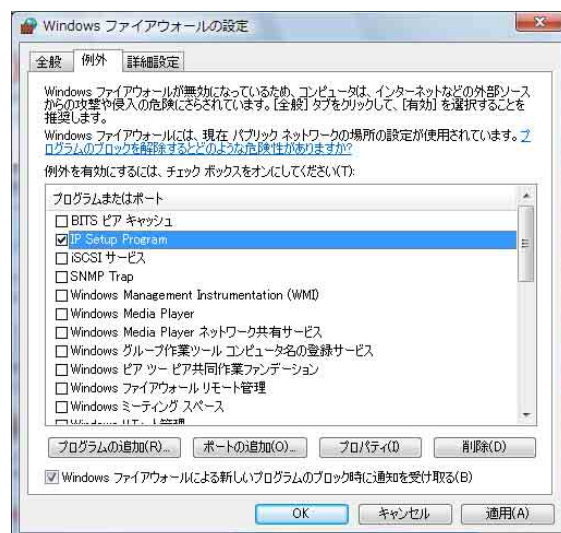 Windows ファイアウォールの設定
全般 例外 詳細設定
Windows ファイアウォールが無効になっているため、コンピュータは、インターネットなどの外部ソース
からの攻撃や侵入の危険にさらされています。[全般] タブをクリックして、[有効] を選択することを
推奨します。
Windows ファイアウォールには、現在 パブリック ネットワークの場所の設定が使用されています。プ
ログラムのブロックを解除するとどのような危険性がありますか?
例外を有効にするには、チェック ボックスをオンにしてください(T):
プログラムまたはポート
BITS ピア キャッシュ
IP Setup Program
iSCSI サービス
SNMP Trap
Windows Management Instrumentation (WMI)
Windows Media Player
Windows Media Player ネットワーク共有サービス
Windows グループ作業ツール コンピュータ名の登録サービス
Windows ピア ツー ピア共同作業ファンデーション
Windows ファイアウォール リモート管理
Windows ミーティング スペース
Windows リモート管理
プログラムの追加(R)... ポートの追加(O)... プロパティ(I) 削除(D)
Windows ファイアウォールによる新しいプログラムのブロック時に通知を受け取る(B)
OK キャンセル 適用(A)